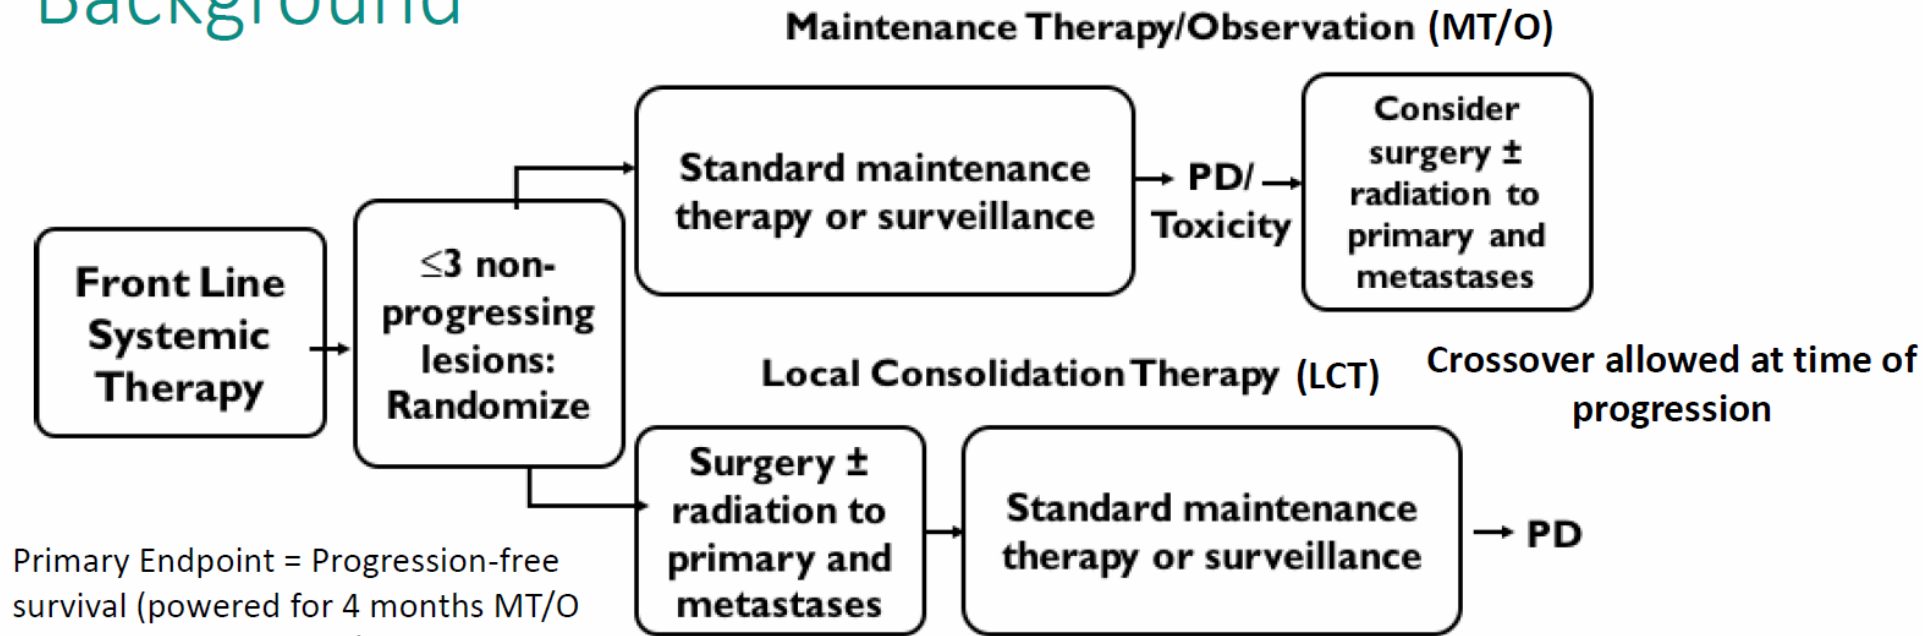 Background
Maintenance Therapy/Observation (MT/O)
Front Line
Systemic
Therapy
≤3 non-
progressing
lesions:
Randomize
Standard maintenance
therapy or surveillance
PD/
Toxicity
Consider
surgery ±
radiation to
primary and
metastases
Local Consolidation Therapy (LCT)
Crossover allowed at time of
progression
Surgery ±
radiation to
primary and
metastases
Standard maintenance
therapy or surveillance
PD
Primary Endpoint = Progression-free
survival (powered for 4 months MT/O